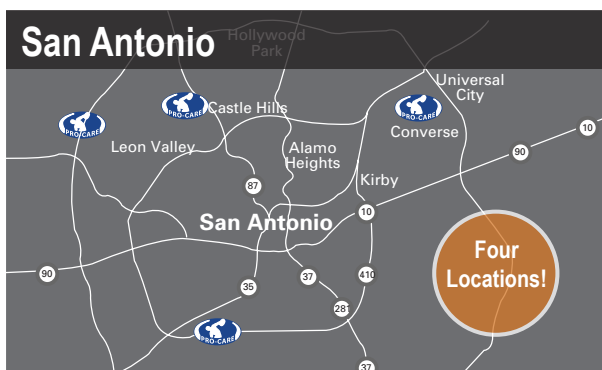 San Antonio
Hollywood
Park
Universal
City
PRO-CARE
Castle Hills
PRO-CARE
PRO-CARE
Converse
10
Leon Valley
Alamo
Heights
90
Kirby
87
10
San Antonio
Four
Locations!
90
37
410
35
281
PRO-CARE
37